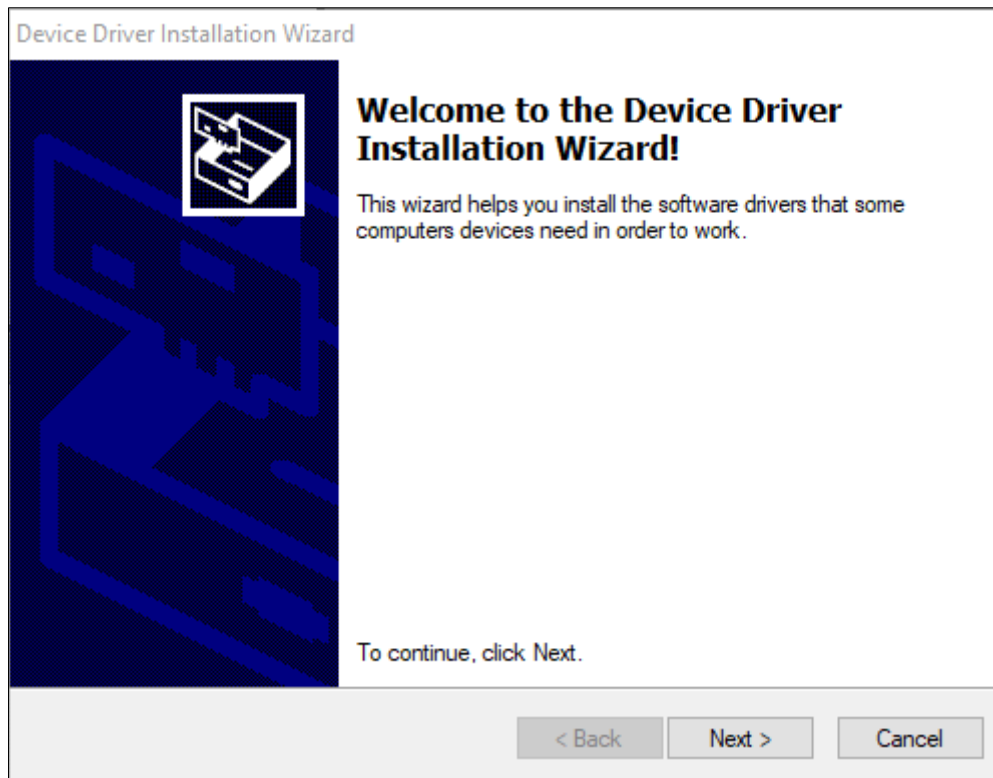 Device Driver Installation Wizard
Welcome to the Device Driver
Installation Wizard!
This wizard helps you install the software drivers that some
computers devices need in order to work.
To continue, click Next.
< Back
Next >
Cancel